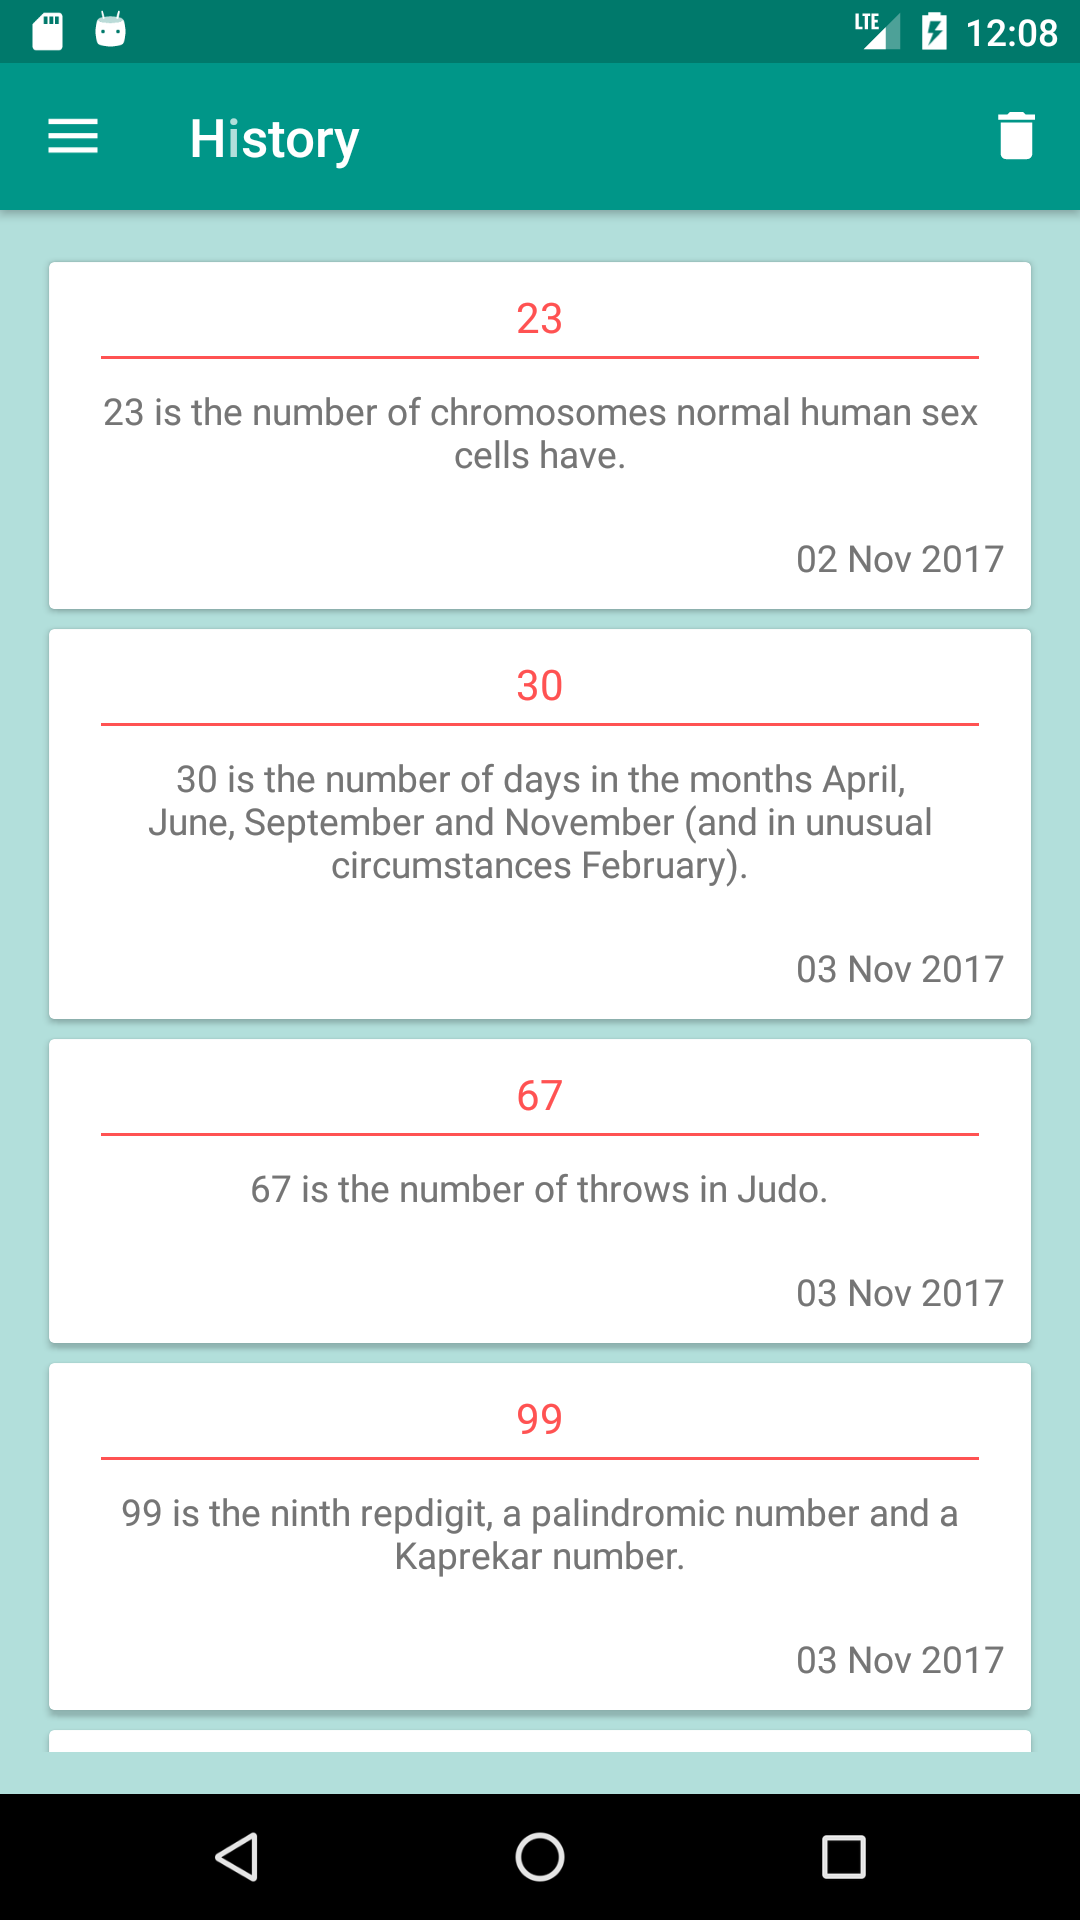 LTE 12:08
History
23
23 is the number of chromosomes normal human sex
cells have.
02 Nov 2017
30
30 is the number of days in the months April,
June, September and November (and in unusual
circumstances February).
03 Nov 2017
67
67 is the number of throws in Judo.
03 Nov 2017
99
99 is the ninth repdigit, a palindromic number and a
Kaprekar number.
03 Nov 2017